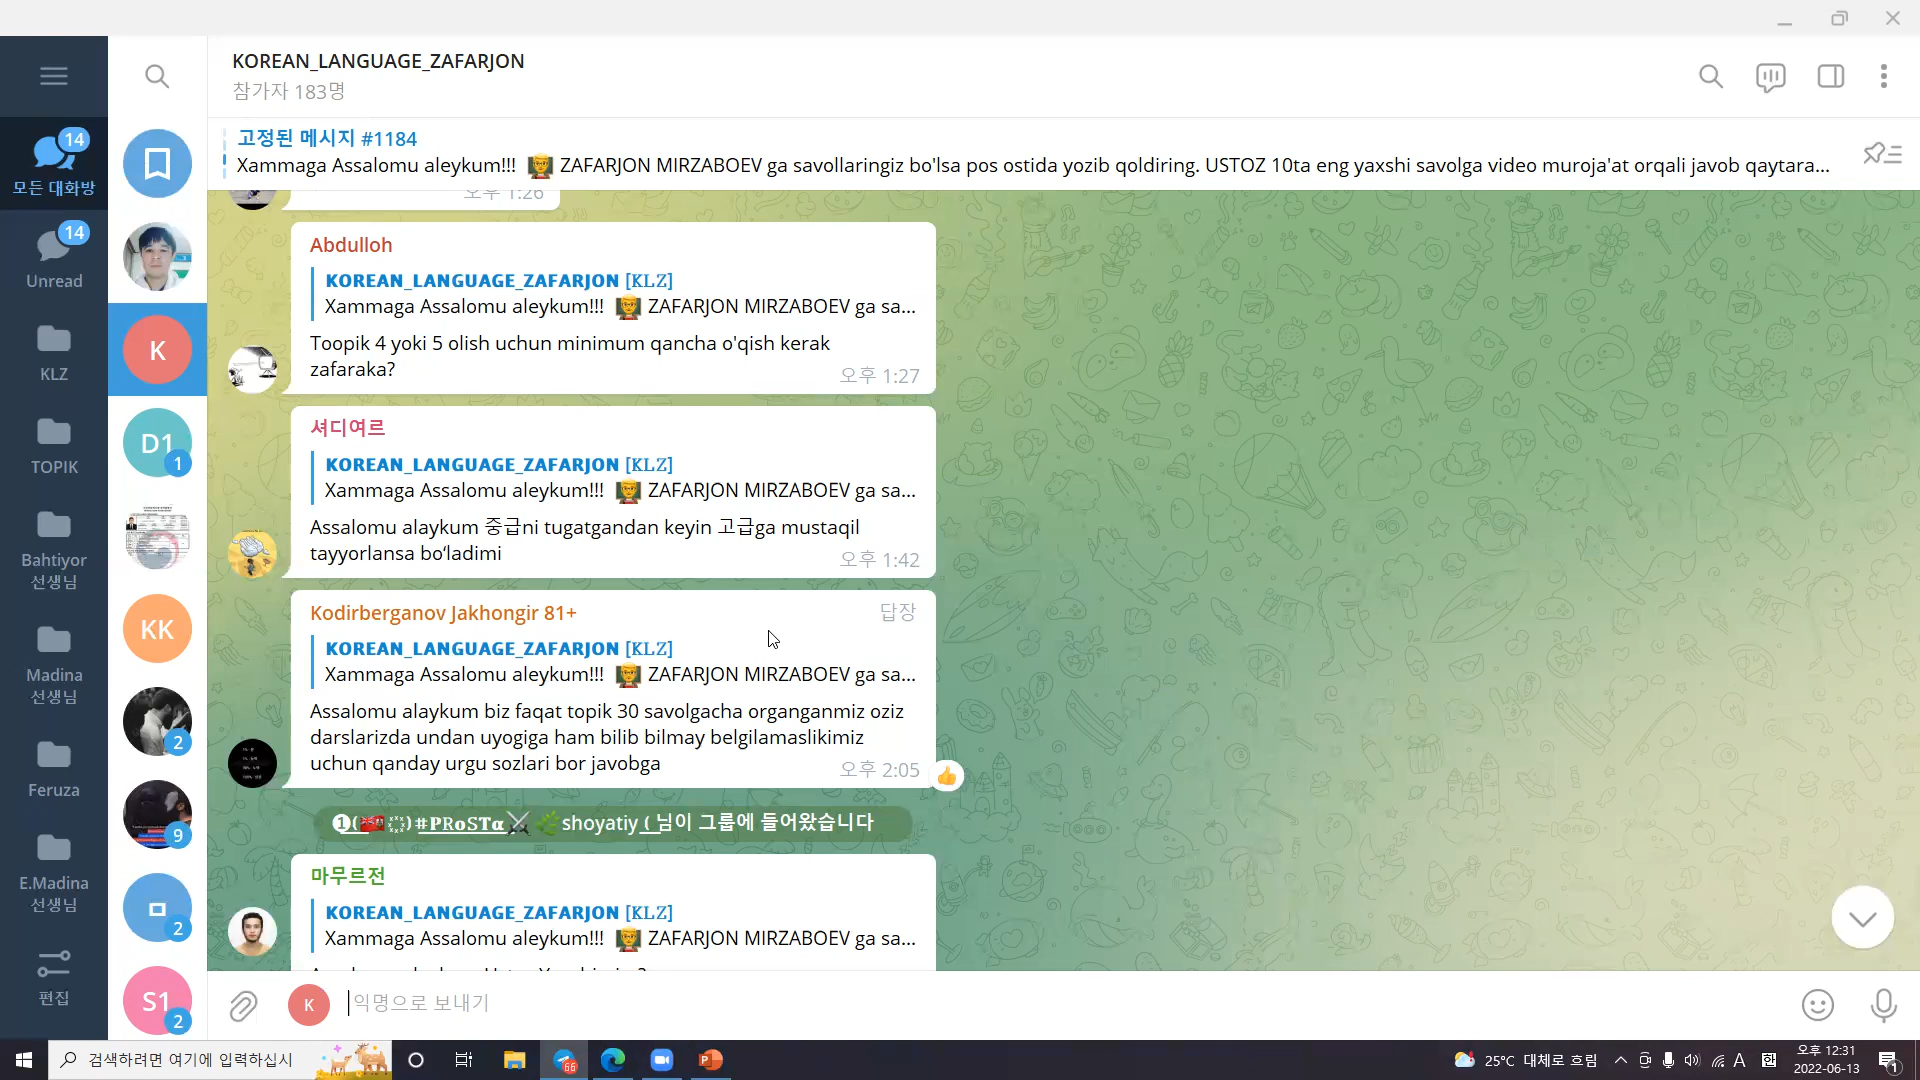 KOREAN_LANGUAGE_ZAFARJON
참가자 183명
고정된 메시지 #1184
Xammaga Assalomu aleykum!!! 👨‍🏫 ZAFARJON MIRZABOEV ga savollaringiz bo'lsa pos ostida yozib qoldiring. USTOZ 10ta eng yaxshi savolga video muroja'at orqali javob qaytara...
14
모든 대화방
14
Unread
KLZ
TOPIK
Bahtiyor
선생님
Madina
선생님
Feruza
E.Madina
선생님
편집
K
D1
1
KK
2
9
ㅁ
2
S1
2
오후 1:26
Abdulloh
KOREAN_LANGUAGE_ZAFARJON [KLZ]
Xammaga Assalomu aleykum!!! 👨‍🏫 ZAFARJON MIRZABOEV ga sa...
Toopik 4 yoki 5 olish uchun minimum qancha o'qish kerak
zafaraka?
오후 1:27
셔디여르
KOREAN_LANGUAGE_ZAFARJON [KLZ]
Xammaga Assalomu aleykum!!! 👨‍🏫 ZAFARJON MIRZABOEV ga sa...
Assalomu alaykum 중급ni tugatgandan keyin 고급ga mustaqil
tayyorlansa bo‘ladimi
오후 1:42
Kodirberganov Jakhongir 81+
답장
KOREAN_LANGUAGE_ZAFARJON [KLZ]
Xammaga Assalomu aleykum!!! 👨‍🏫 ZAFARJON MIRZABOEV ga sa...
Assalomu alaykum biz faqat topik 30 savolgacha organganmiz oziz
darslarizda undan uyogiga ham bilib bilmay belgilamaslikimiz
uchun qanday urgu sozlari bor javobga
오후 2:05
#PRoSTα⚔🌿shoyatiy ( 님이 그룹에 들어왔습니다
마무르전
KOREAN_LANGUAGE_ZAFARJON [KLZ]
Xammaga Assalomu aleykum!!! 👨‍🏫 ZAFARJON MIRZABOEV ga sa...
K
익명으로 보내기
검색하려면 여기에 입력하십시
66
25°C 대체로 흐림
A
한
오후 12:31
2022-06-13
1